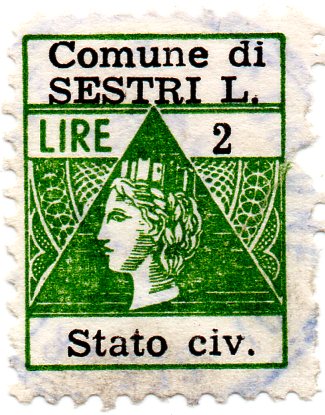 Comune di
SESTRI L.
LIRE 2
Stato civ.